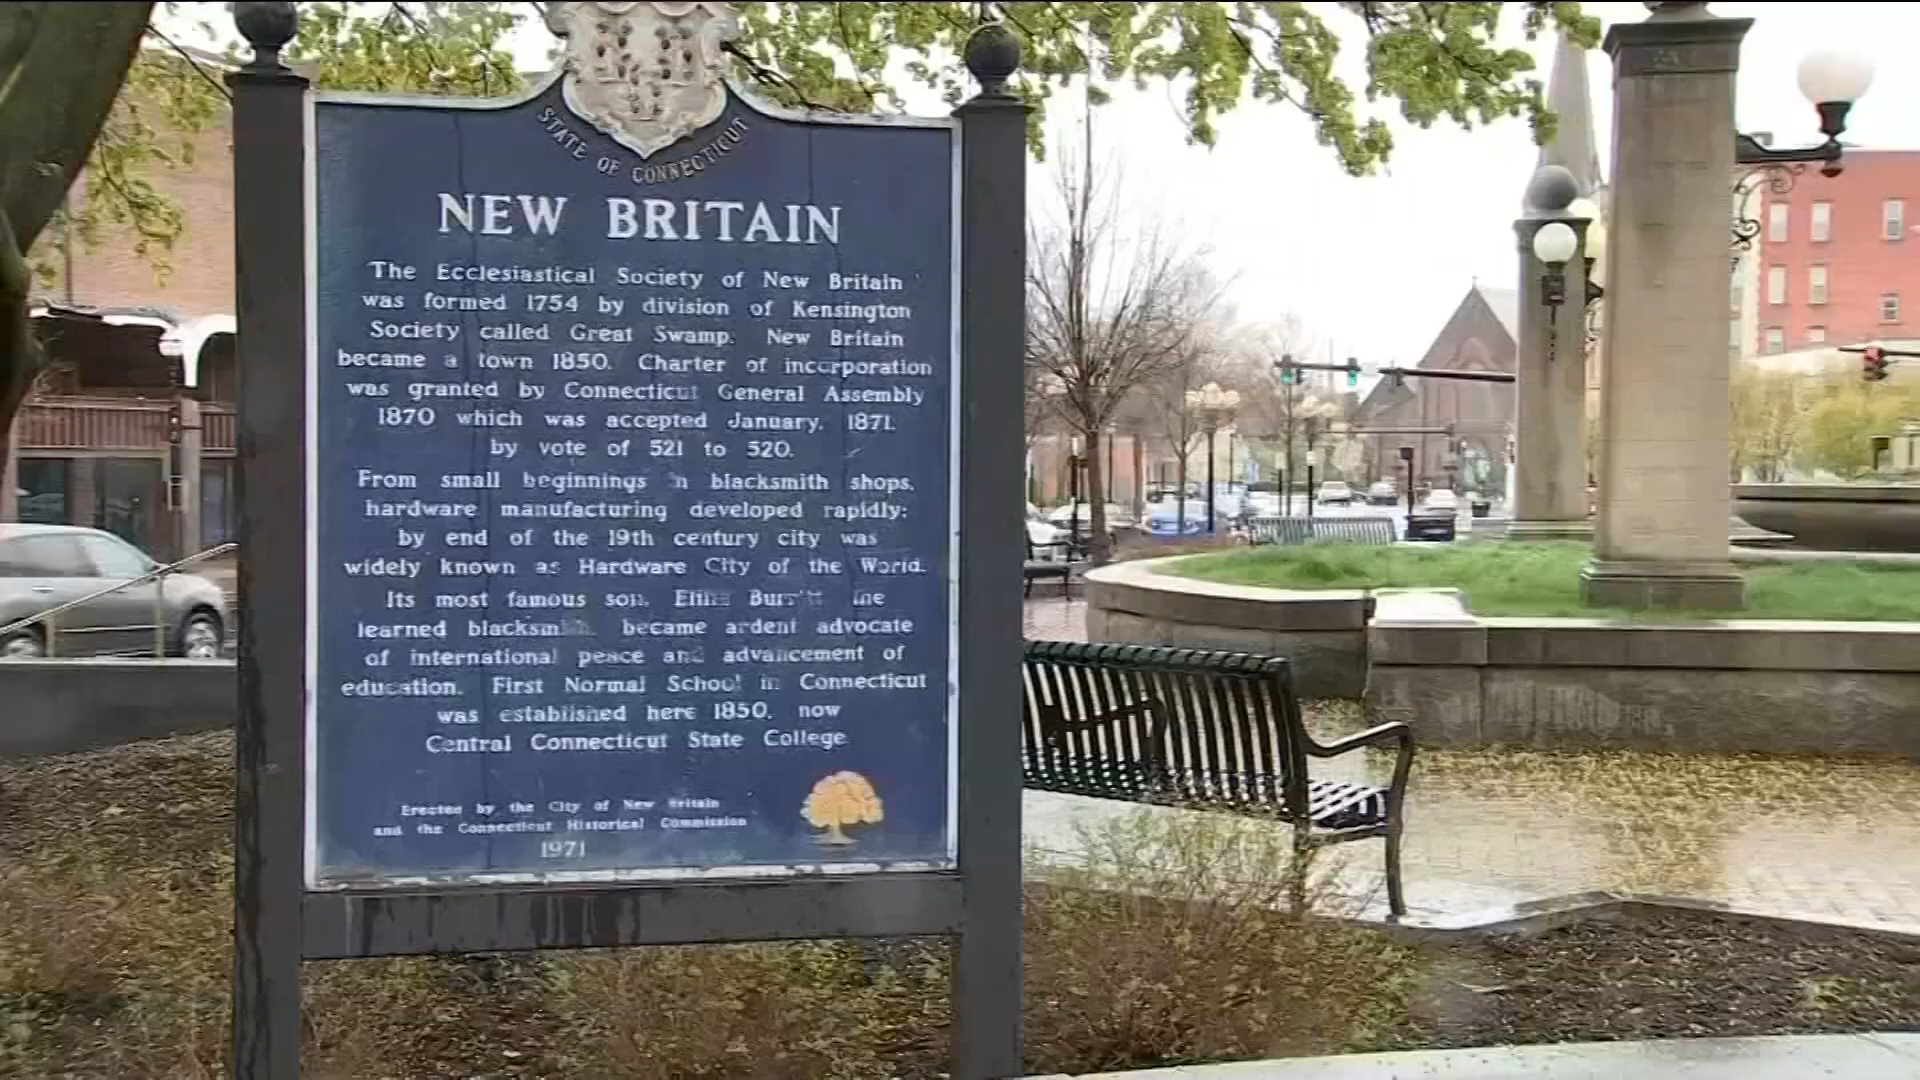 STATE OF CONNECTICUT
NEW BRITAIN
The Ecclesiastical Society of New Britain
was formed 1754 by division of Kensington
Society called Great Swamp. New Britain
became a town 1850. Charter of incorporation
was granted by Connecticut General Assembly
1870 which was accepted January, 1871,
by vote of 521 to 520.
From small beginnings in blacksmith shops,
hardware manufacturing developed rapidly;
by end of the 19th century city was
widely known as Hardware City of the World.
Its most famous son, Elihu Burritt the
learned blacksmith, became ardent advocate
of international peace and advancement of
education. First Normal School in Connecticut
was established here 1850, now
Central Connecticut State College
Erected by the City of New Britain
and the Connecticut Historical Commission
1971